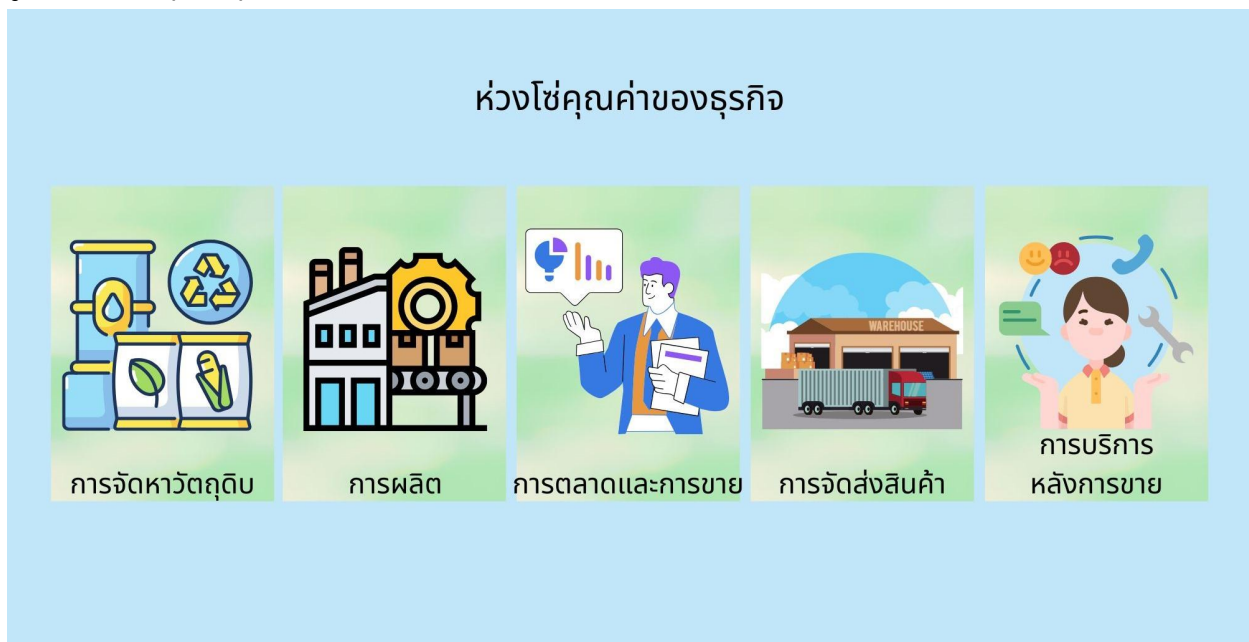 ห่วงโซ่คุณค่าของธุรกิจ
WAREHOUSE
การจัดหาวัตถุดิบ
การผลิต
การตลาดและการขาย
การจัดส่งสินค้า
การบริการ
หลังการขาย